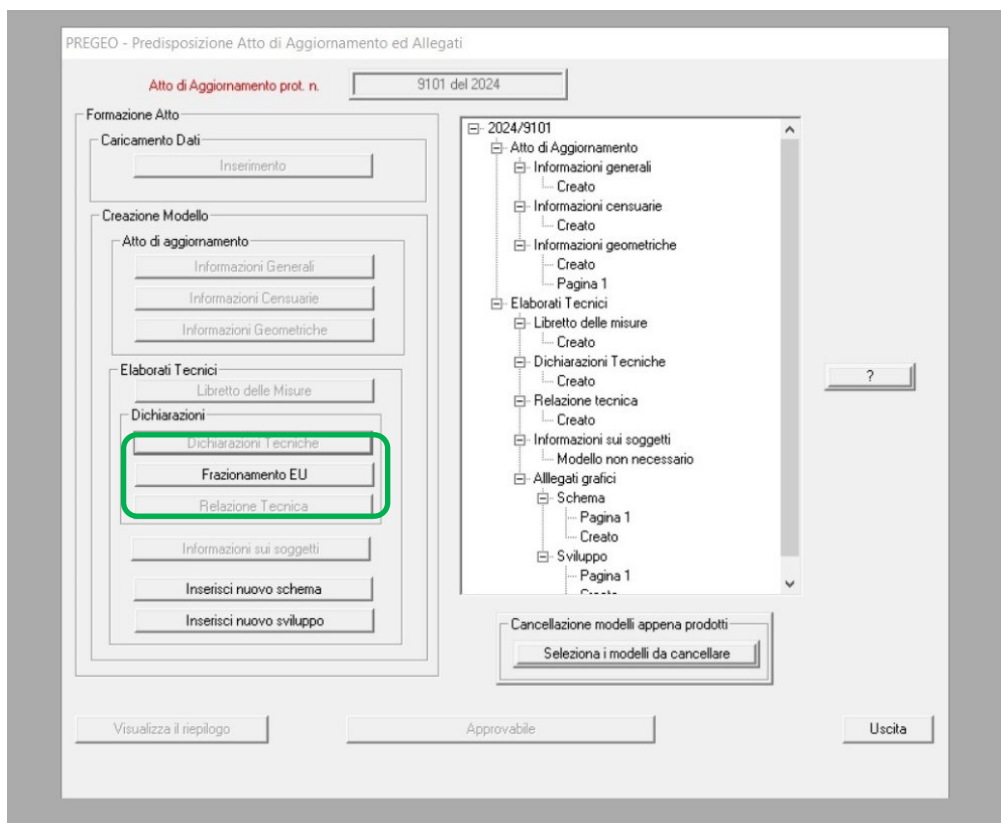 PREGEO - Predisposizione Atto di Aggiornamento ed Allegati
Atto di Aggiornamento prot. n.
9101 del 2024
Formazione Atto
Caricamento Dati
Inserimento
Creazione Modello
Atto di aggiornamento
Informazioni Generali
Informazioni Censuarie
Informazioni Geometriche
Elaborati Tecnici
Libretto delle Misure
Dichiarazioni
Dichiarazioni Tecniche
Frazionamento EU
Relazione Tecnica
Informazioni sui soggetti
Inserisci nuovo schema
Inserisci nuovo sviluppo
2024/9101
Atto di Aggiornamento
Informazioni generali
Creato
Informazioni censuarie
Creato
Informazioni geometriche
Creato
Pagina 1
Elaborati Tecnici
Libretto delle misure
Creato
Dichiarazioni Tecniche
Creato
Relazione tecnica
Creato
Informazioni sui soggetti
Modello non necessario
Alllegati grafici
Schema
Pagina 1
Creato
Sviluppo
Pagina 1
?
Cancellazione modelli appena prodotti
Seleziona i modelli da cancellare
Visualizza il riepilogo
Approvabile
Uscita